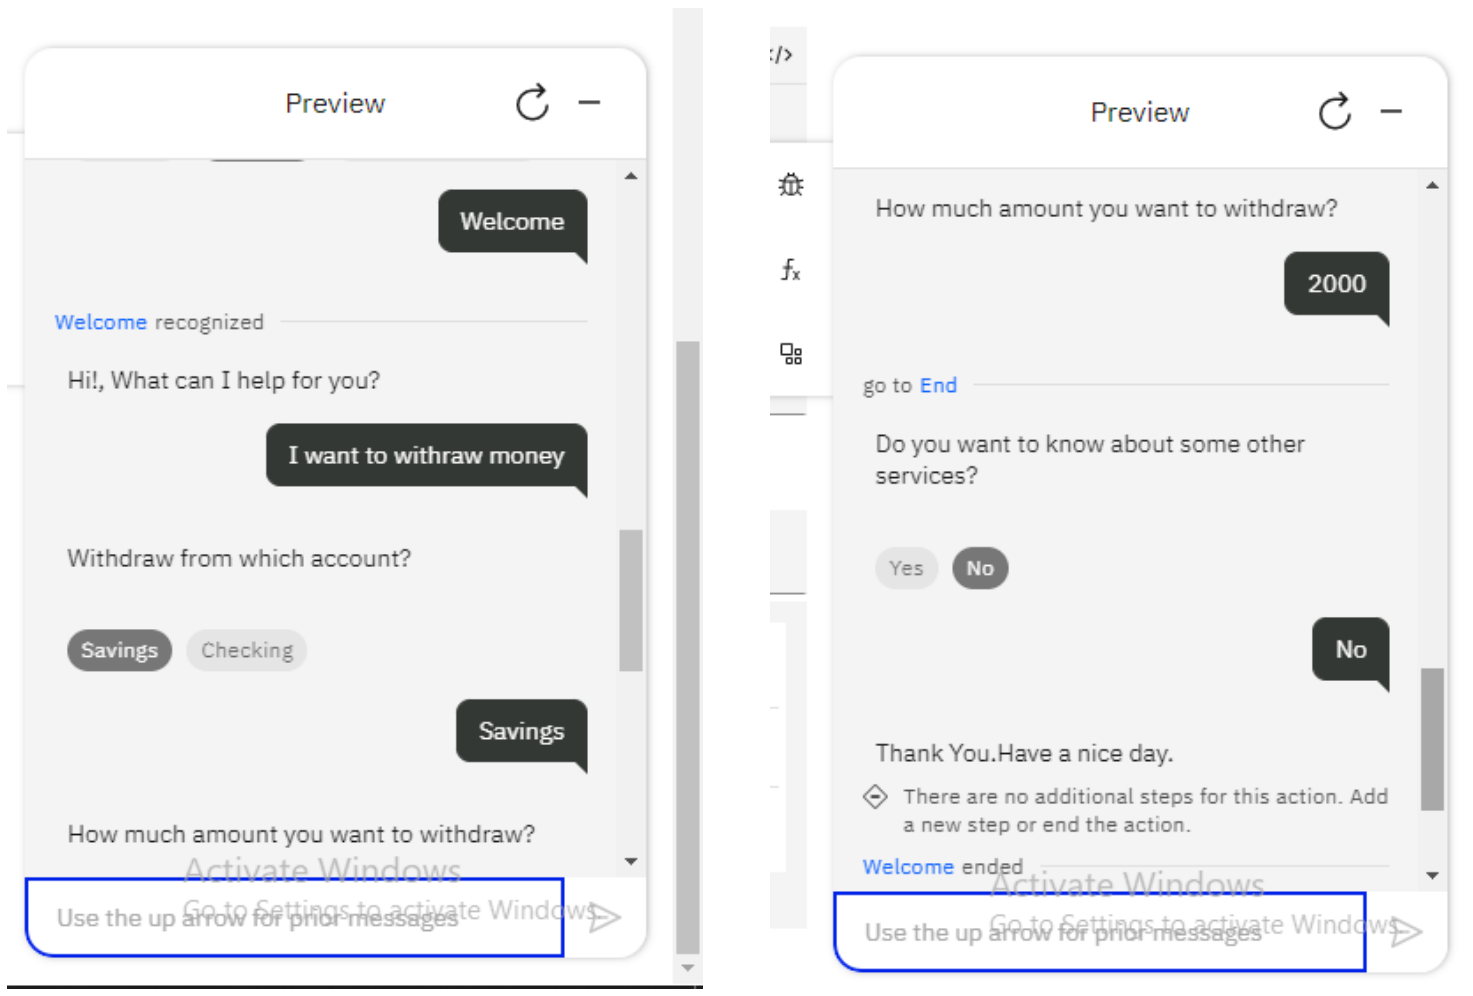 Preview
Welcome
Welcome recognized
Hi!, What can I help for you?
I want to withraw money
Withdraw from which account?
Savings Checking
Savings
How much amount you want to withdraw?
Activate Windows
Go to Settings to activate Windows.
Use the up arrow for prior messages
</>
Preview
How much amount you want to withdraw?
2000
fx
go to End
Do you want to know about some other
services?
Yes No
No
Thank You.Have a nice day.
There are no additional steps for this action. Add
a new step or end the action.
Welcome ended
Activate Windows
Go to Settings to activate Windows.
Use the up arrow for prior messages